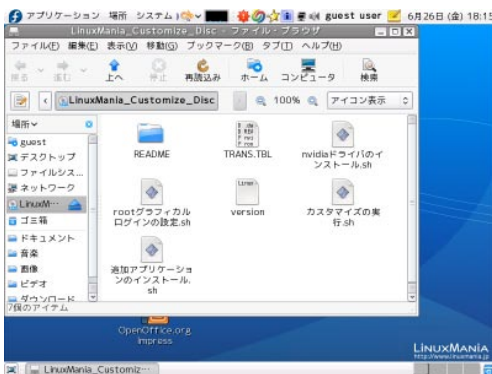 アプリケーション 場所 システム guest user 6月26日 (金) 18:15
LinuxMania_Customize_Disc - ファイル・ブラウザ
ファイル(F) 編集(E) 表示(V) 移動(G) ブックマーク(B) タブ(T) ヘルプ(H)
戻る 進む 上へ 停止 再読込み ホーム コンピュータ 検索
LinuxMania_Customize_Disc 100% アイコン表示
場所
guest
デスクトップ
ファイルシス...
ネットワーク
LinuxM...
ゴミ箱
ドキュメント
音楽
画像
ビデオ
ダウンロード
README
TRANS.TBL
nvidiaドライバのイ
ンストール.sh
rootグラフィカル
ログインの設定.sh
version
カスタマイズの実
行.sh
追加アプリケーショ
ンのインストール.
sh
7個のアイテム
OpenOffice.org
Impress
LINUXMANIA
LinuxMania_Customiz...